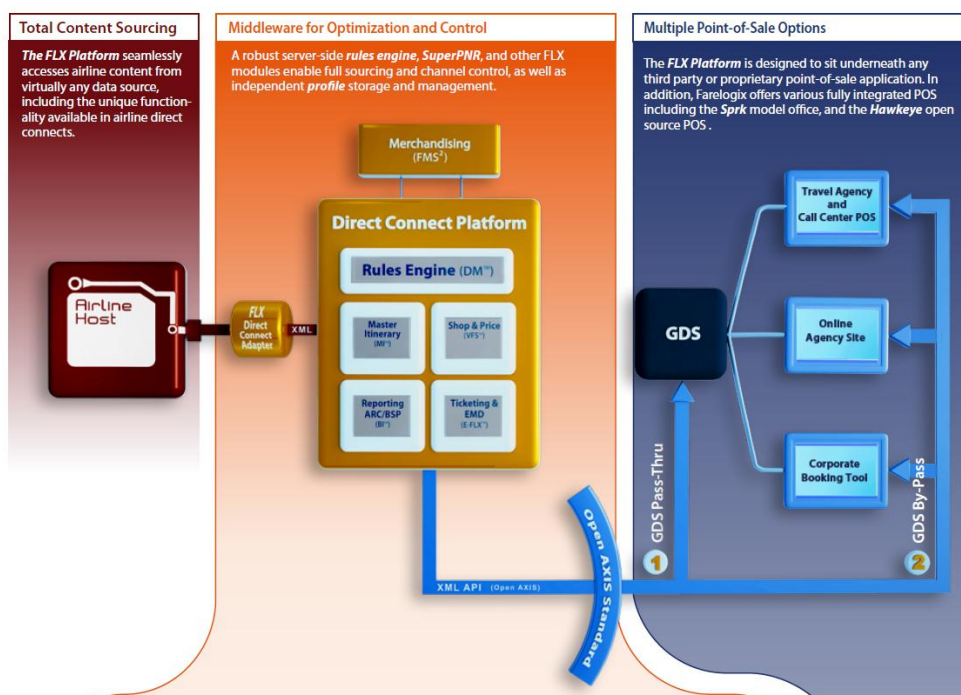 Total Content Sourcing
The FLX Platform seamlessly
accesses airline content from
virtually any data source,
including the unique function-
ality available in airline direct
connects.
Airline
Host
Middleware for Optimization and Control
A robust server-side rules engine, SuperPNR, and other FLX
modules enable full sourcing and channel control, as well as
independent profile storage and management.
Merchandising
(FMS²)
Direct Connect Platform
Rules Engine (DM™)
Master
Itinerary
(MI™)
Shop & Price
(VFS™)
Reporting
ARC/BSP
(BI™)
Ticketing &
EMD
(E-FLX™)
FLX
Direct
Connect
Adapter
XML
XML API (Open AXIS)
Open AXIS Standard
Multiple Point-of-Sale Options
The FLX Platform is designed to sit underneath any
third party or proprietary point-of-sale application. In
addition, Farelogix offers various fully integrated POS
including the Sprk model office, and the Hawkeye open
source POS .
GDS
Travel Agency
and
Call Center POS
Online
Agency Site
Corporate
Booking Tool
1 GDS Pass-Thru
2 GDS By-Pass